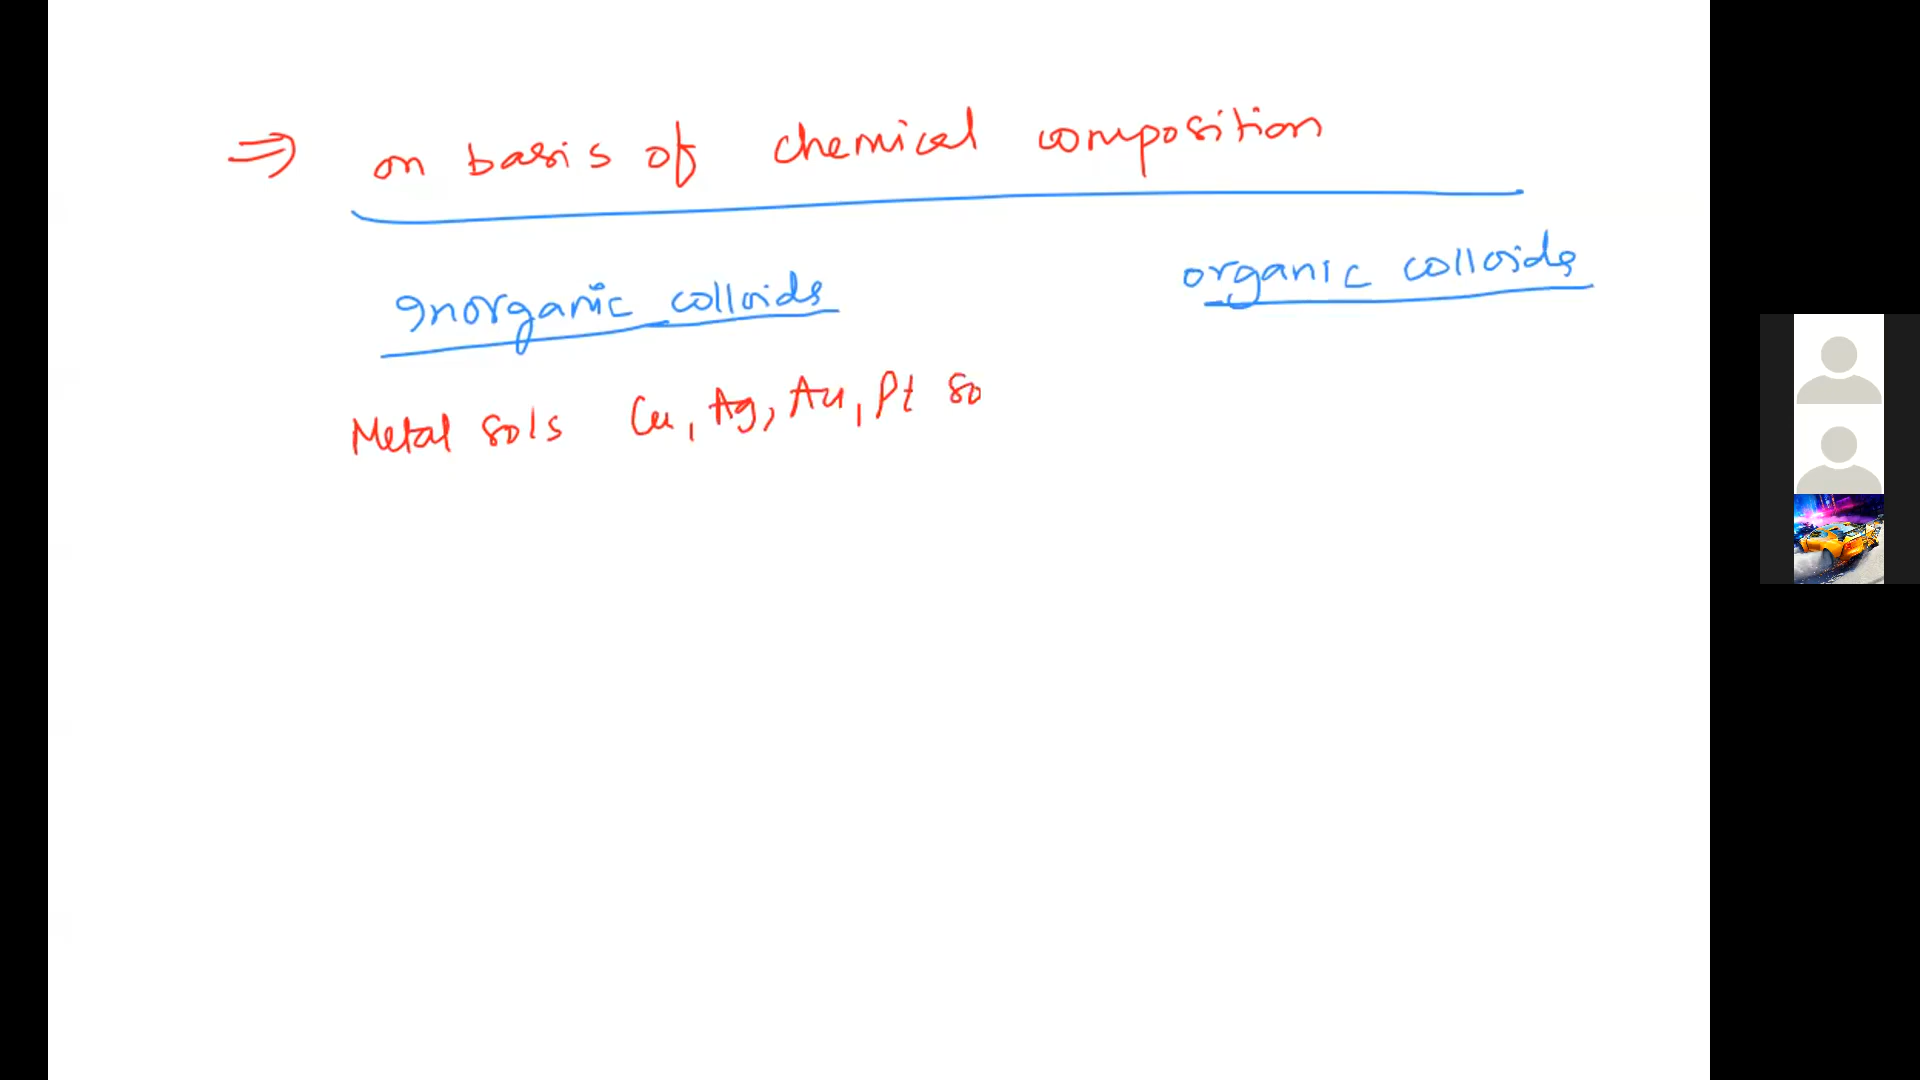 ⇒ on basis of chemical composition
Inorganic colloids
organic colloids
Metal sols Cu, Ag, Au, Pt so